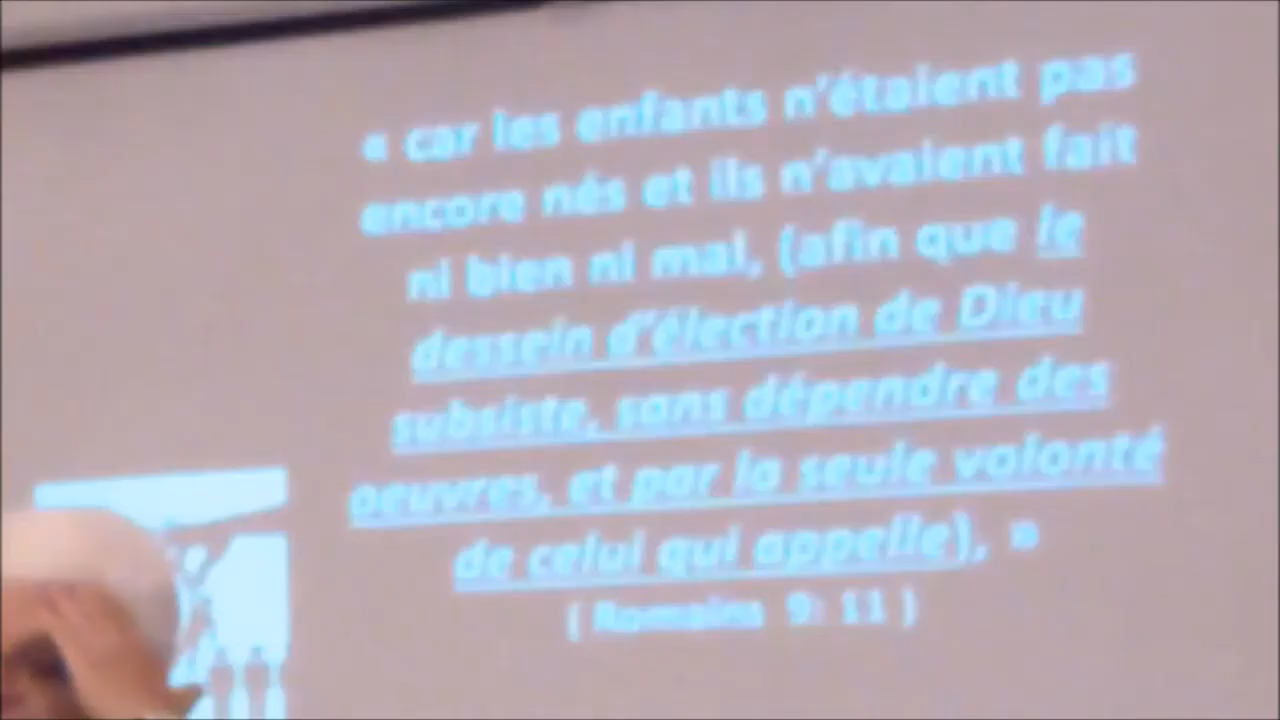 « car les enfants n'étaient pas
encore nés et ils n'avaient fait
ni bien ni mal, (afin que le
dessein d'élection de Dieu
subsiste, sans dépendre des
oeuvres, et par la seule volonté
de celui qui appelle), »
( Romains 9: 11 )